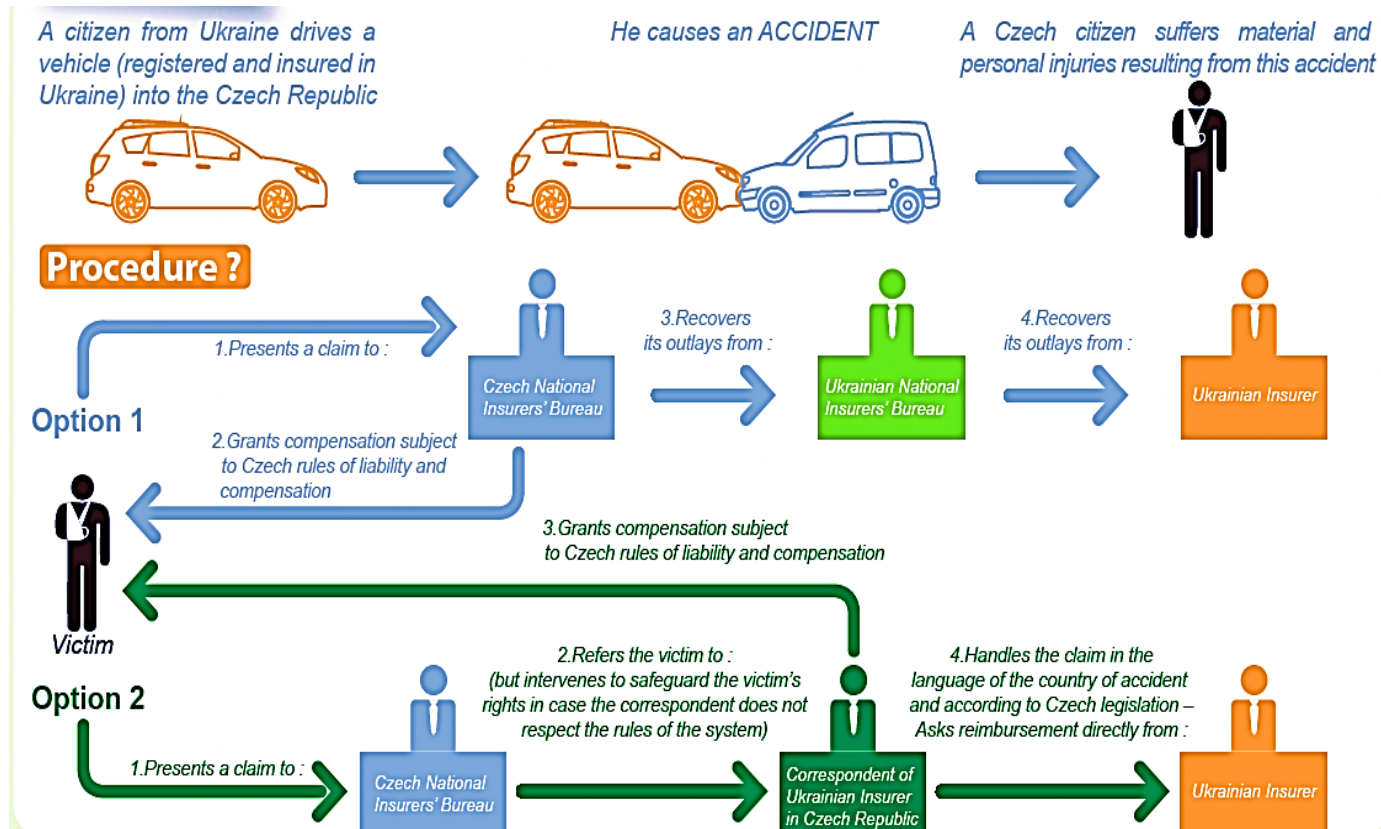 A citizen from Ukraine drives a
vehicle (registered and insured in
Ukraine) into the Czech Republic
He causes an ACCIDENT
A Czech citizen suffers material and
personal injuries resulting from this accident
Procedure ?
1.Presents a claim to :
Czech National
Insurers' Bureau
3.Recovers
its outlays from :
Ukrainian National
Insurers' Bureau
4.Recovers
its outlays from :
Ukrainian Insurer
Option 1
2.Grants compensation subject
to Czech rules of liability and
compensation
3.Grants compensation subject
to Czech rules of liability and compensation
Victim
Option 2
1.Presents a claim to :
Czech National
Insurers' Bureau
2.Refers the victim to :
(but intervenes to safeguard the victim's
rights in case the correspondent does not
respect the rules of the system)
Correspondent of
Ukrainian Insurer
in Czech Republic
4.Handles the claim in the
language of the country of accident
and according to Czech legislation –
Asks reimbursement directly from :
Ukrainian Insurer